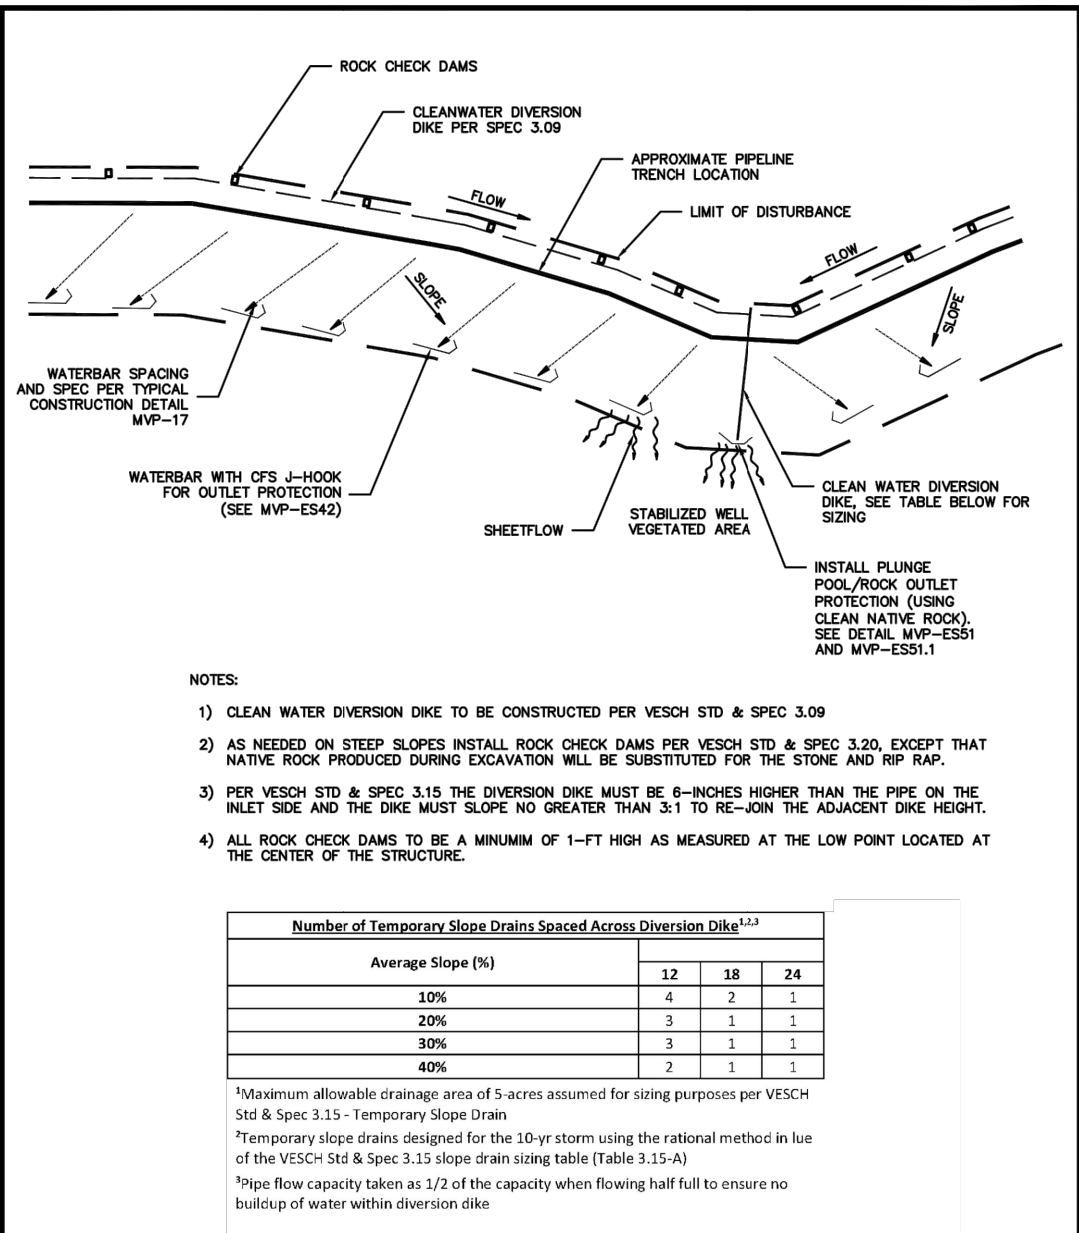 ROCK CHECK DAMS
CLEANWATER DIVERSION
DIKE PER SPEC 3.09
APPROXIMATE PIPELINE
TRENCH LOCATION
FLOW
LIMIT OF DISTURBANCE
FLOW
SLOPE
SLOPE
WATERBAR SPACING
AND SPEC PER TYPICAL
CONSTRUCTION DETAIL
MVP-17
WATERBAR WITH CFS J-HOOK
FOR OUTLET PROTECTION
(SEE MVP-ES42)
SHEETFLOW
STABILIZED WELL
VEGETATED AREA
CLEAN WATER DIVERSION
DIKE, SEE TABLE BELOW FOR
SIZING
INSTALL PLUNGE
POOL/ROCK OUTLET
PROTECTION (USING
CLEAN NATIVE ROCK).
SEE DETAIL MVP-ES51
AND MVP-ES51.1
NOTES:
1) CLEAN WATER DIVERSION DIKE TO BE CONSTRUCTED PER VESCH STD & SPEC 3.09
2) AS NEEDED ON STEEP SLOPES INSTALL ROCK CHECK DAMS PER VESCH STD & SPEC 3.20, EXCEPT THAT
NATIVE ROCK PRODUCED DURING EXCAVATION WILL BE SUBSTITUTED FOR THE STONE AND RIP RAP.
3) PER VESCH STD & SPEC 3.15 THE DIVERSION DIKE MUST BE 6-INCHES HIGHER THAN THE PIPE ON THE
INLET SIDE AND THE DIKE MUST SLOPE NO GREATER THAN 3:1 TO RE-JOIN THE ADJACENT DIKE HEIGHT.
4) ALL ROCK CHECK DAMS TO BE A MINUMIM OF 1-FT HIGH AS MEASURED AT THE LOW POINT LOCATED AT
THE CENTER OF THE STRUCTURE.
Number of Temporary Slope Drains Spaced Across Diversion Dike1,2,3
Average Slope (%)
12 18 24
10% 4 2 1
20% 3 1 1
30% 3 1 1
40% 2 1 1
1Maximum allowable drainage area of 5-acres assumed for sizing purposes per VESCH
Std & Spec 3.15 - Temporary Slope Drain
2Temporary slope drains designed for the 10-yr storm using the rational method in lue
of the VESCH Std & Spec 3.15 slope drain sizing table (Table 3.15-A)
3Pipe flow capacity taken as 1/2 of the capacity when flowing half full to ensure no
buildup of water within diversion dike